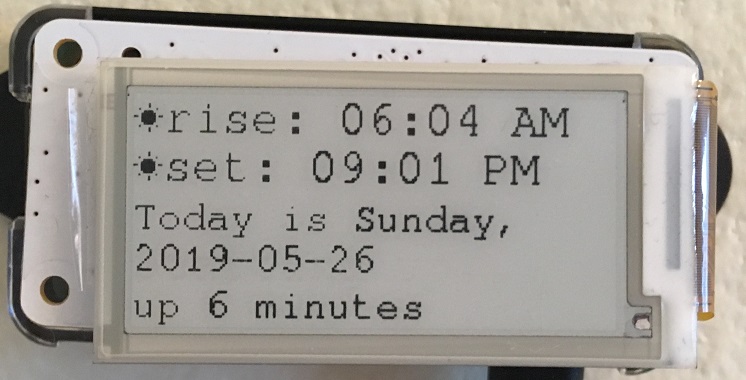 ☀rise: 06:04 AM
☀set: 09:01 PM
Today is Sunday,
2019-05-26
up 6 minutes